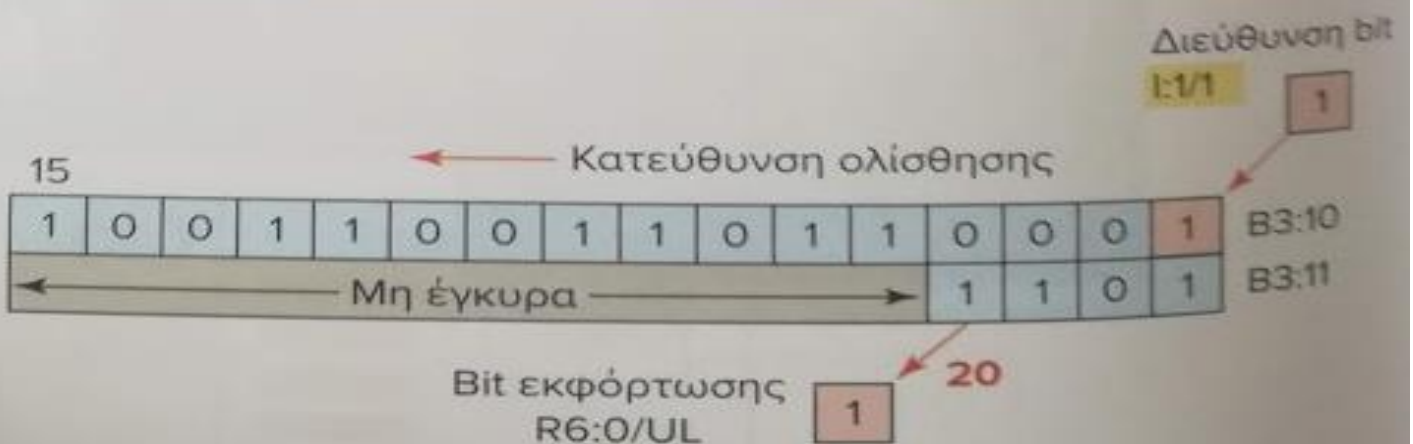 Διεύθυνση bit
I:1/1 1
15 Κατεύθυνση ολίσθησης
1 0 0 1 1 0 0 1 1 0 1 1 0 0 0 1 B3:10
Μη έγκυρα 1 1 0 1 B3:11
Bit εκφόρτωσης 20
R6:0/UL 1